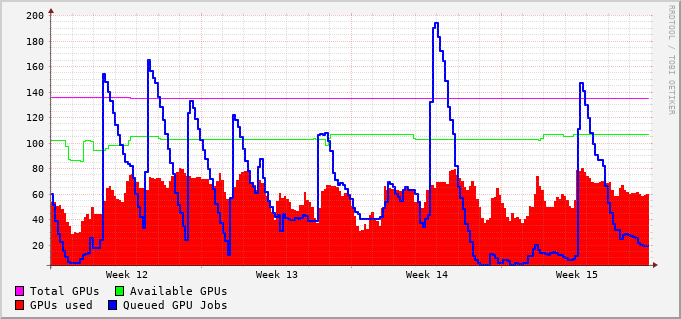 200
180
160
140
120
100
80
60
40
20
Week 12 Week 13 Week 14 Week 15
Total GPUs Available GPUs
GPUs used Queued GPU Jobs
RRDTOOL / TOBI OETIKER